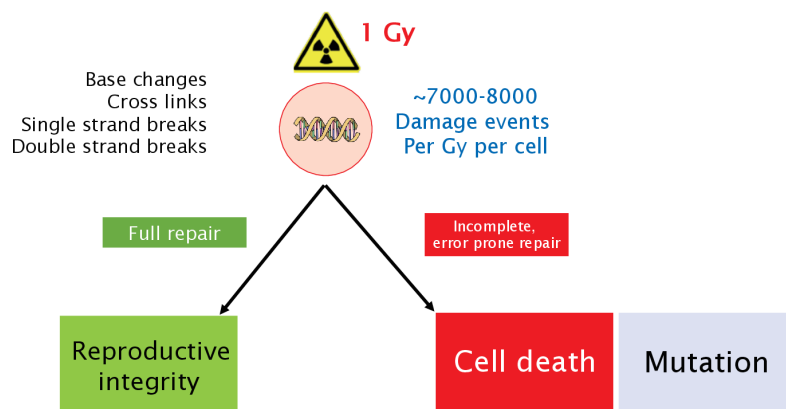 1 Gy
Base changes
Cross links
Single strand breaks
Double strand breaks
~7000-8000
Damage events
Per Gy per cell
Full repair
Incomplete,
error prone repair
Reproductive
integrity
Cell death
Mutation